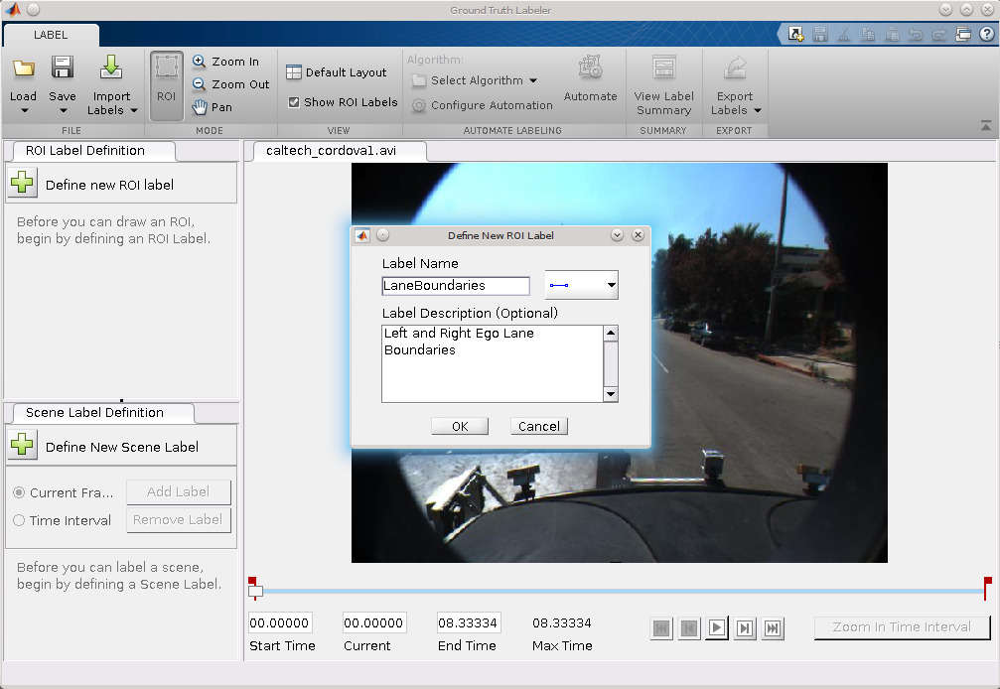 Ground Truth Labeler
LABEL
Load
Save
Import
Labels
FILE
ROI
Zoom In
Zoom Out
Pan
MODE
Default Layout
Show ROI Labels
VIEW
Algorithm:
Select Algorithm
Configure Automation
Automate
AUTOMATE LABELING
View Label
Summary
SUMMARY
Export
Labels
EXPORT
ROI Label Definition
Define new ROI label
Before you can draw an ROI,
begin by defining an ROI Label.
Scene Label Definition
Define New Scene Label
Current Fra...
Add Label
Time Interval
Remove Label
Before you can label a scene,
begin by defining a Scene Label.
caltech_cordova1.avi
Define New ROI Label
Label Name
LaneBoundaries
Label Description (Optional)
Left and Right Ego Lane
Boundaries
OK
Cancel
00.00000
00.00000
08.33334
08.33334
Start Time
Current
End Time
Max Time
Zoom In Time Interval